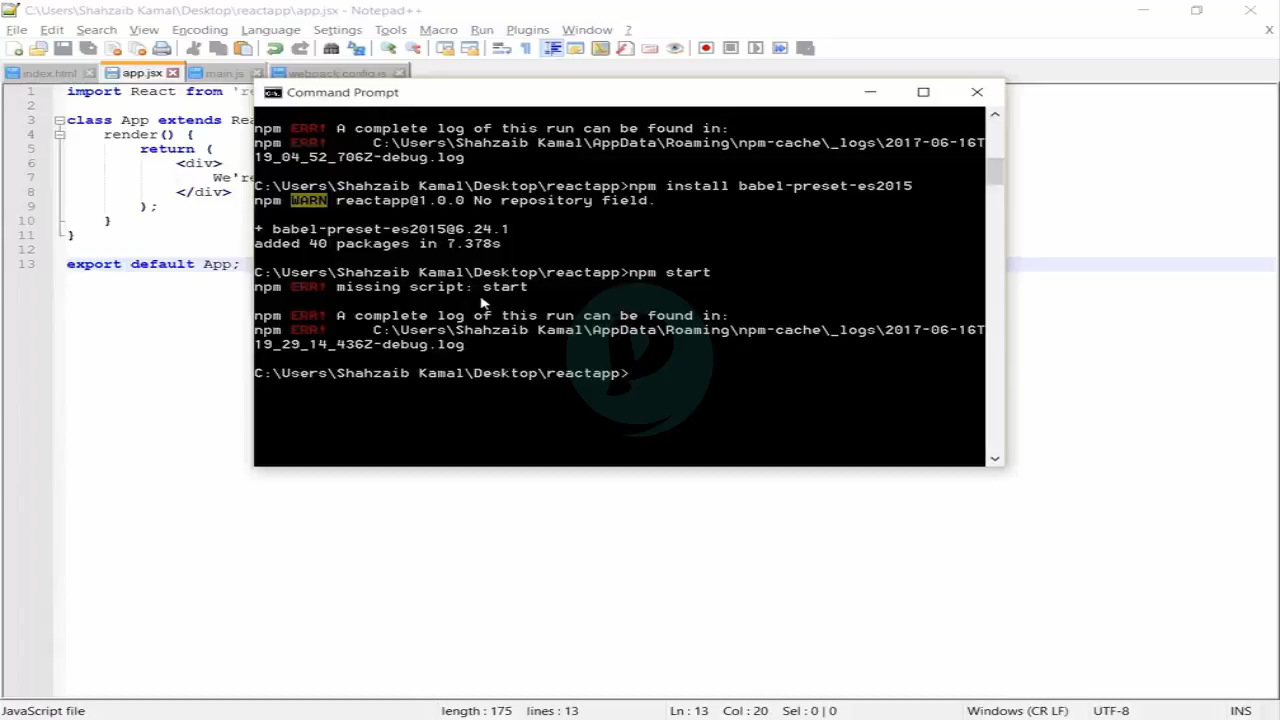 C:\Users\Shahzaib Kamal\Desktop\reactapp\app.jsx - Notepad++
File Edit Search View Encoding Language Settings Tools Macro Run Plugins Window ?
X
index.html app.jsx main.js webpack.config.js
1 import React from 're
2
3 class App extends Rea
4 render() {
5 return (
6 <div>
7 We're
8 </div>
9 );
10 }
11 }
12
13 export default App;
Command Prompt
npm ERR! A complete log of this run can be found in:
npm ERR! C:\Users\Shahzaib Kamal\AppData\Roaming\npm-cache\_logs\2017-06-16T
19_04_52_706Z-debug.log
C:\Users\Shahzaib Kamal\Desktop\reactapp>npm install babel-preset-es2015
npm WARN reactapp@1.0.0 No repository field.
+ babel-preset-es2015@6.24.1
added 40 packages in 7.378s
C:\Users\Shahzaib Kamal\Desktop\reactapp>npm start
npm ERR! missing script: start
npm ERR! A complete log of this run can be found in:
npm ERR! C:\Users\Shahzaib Kamal\AppData\Roaming\npm-cache\_logs\2017-06-16T
19_29_14_436Z-debug.log
C:\Users\Shahzaib Kamal\Desktop\reactapp>
JavaScript file length : 175 lines : 13 Ln : 13 Col : 20 Sel : 0 | 0 Windows (CR LF) UTF-8 INS